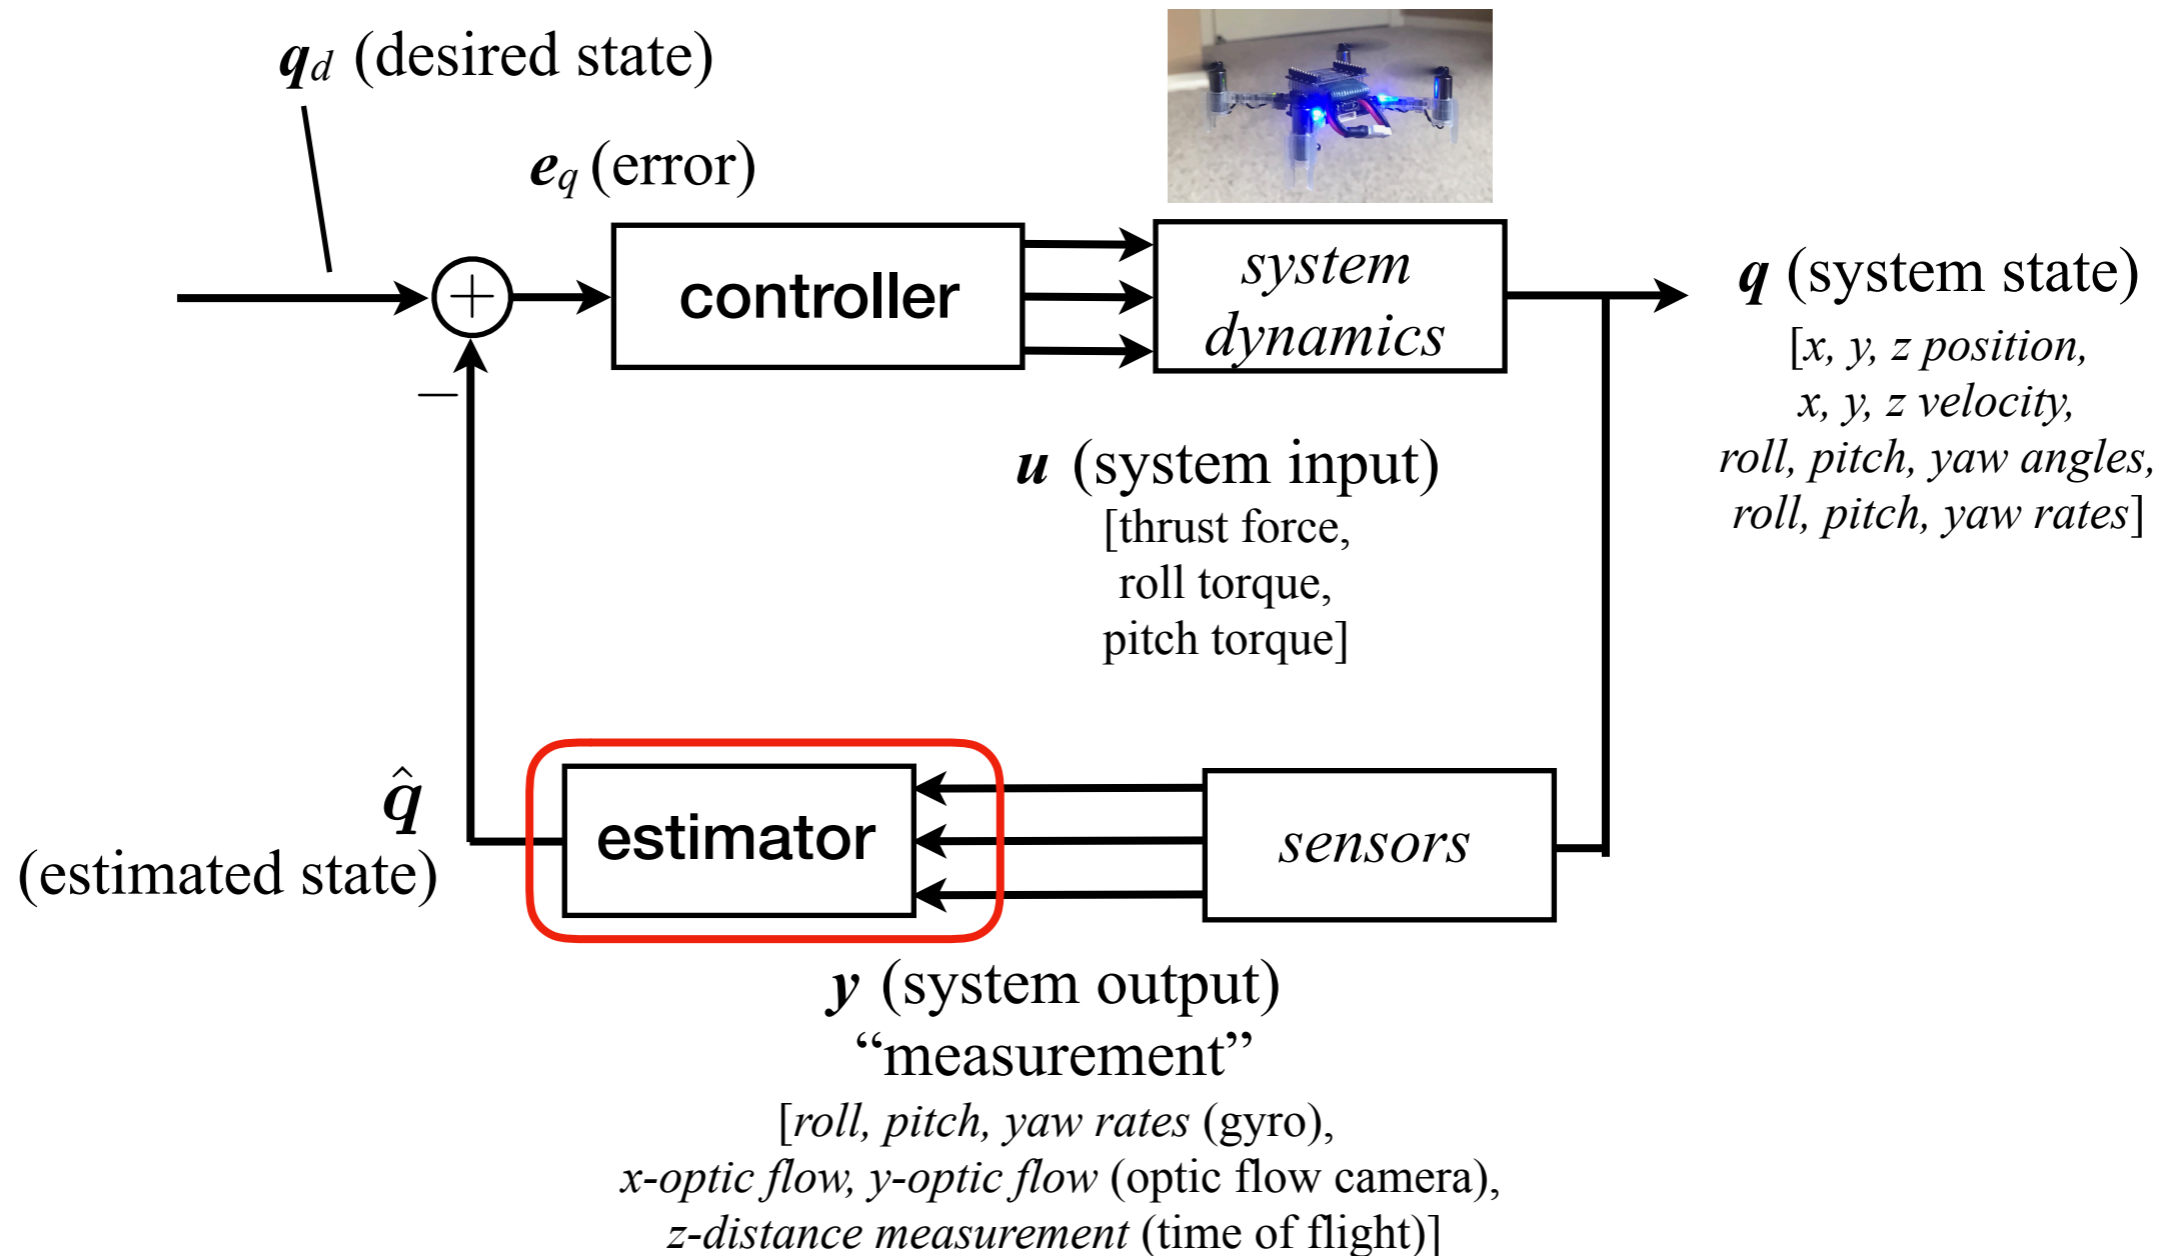 q_d (desired state)
e_q (error)
+
controller
system
dynamics
q (system state)
[x, y, z position,
x, y, z velocity,
roll, pitch, yaw angles,
roll, pitch, yaw rates]
−
u (system input)
[thrust force,
roll torque,
pitch torque]
q̂
(estimated state)
estimator
sensors
y (system output)
“measurement”
[roll, pitch, yaw rates (gyro),
x-optic flow, y-optic flow (optic flow camera),
z-distance measurement (time of flight)]